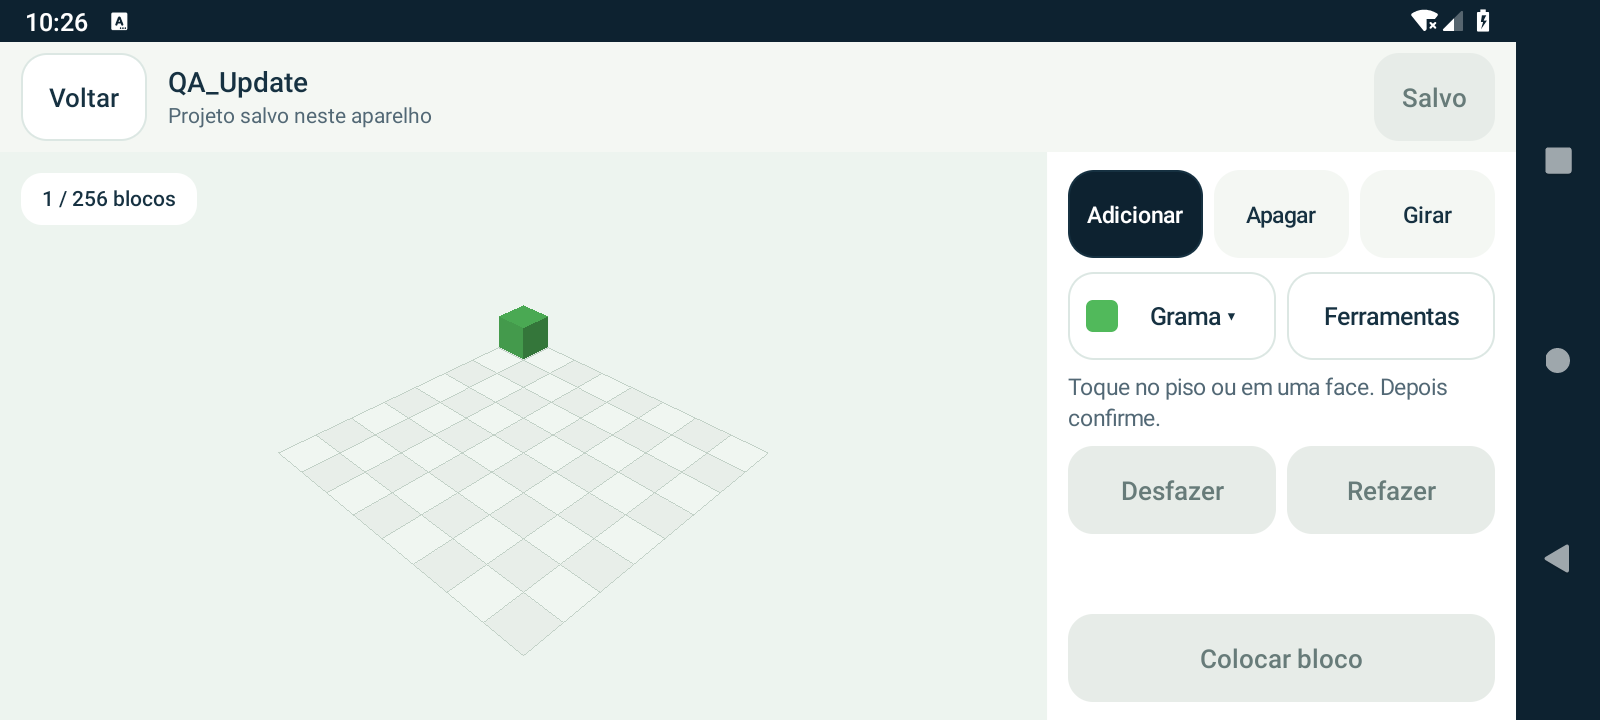 10:26
Voltar
QA_Update
Projeto salvo neste aparelho
Salvo
1 / 256 blocos
Adicionar
Apagar
Girar
Grama ▾
Ferramentas
Toque no piso ou em uma face. Depois
confirme.
Desfazer
Refazer
Colocar bloco